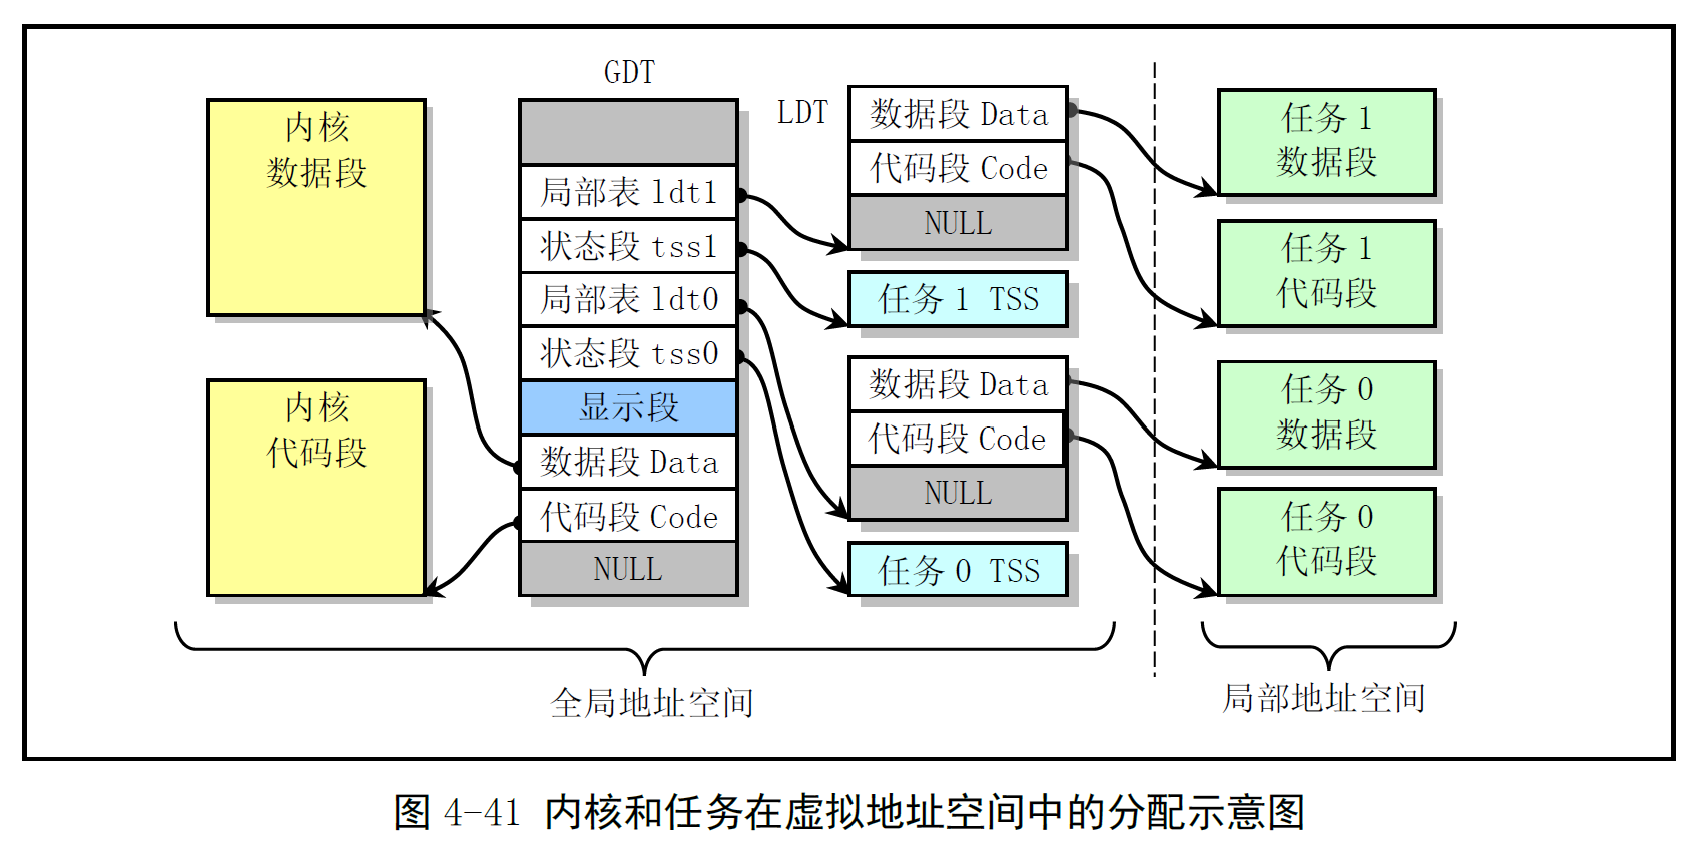 GDT
内核
数据段
内核
代码段
局部表 ldt1
状态段 tss1
局部表 ldt0
状态段 tss0
显示段
数据段 Data
代码段 Code
NULL
LDT
数据段 Data
代码段 Code
NULL
任务 1 TSS
数据段 Data
代码段 Code
NULL
任务 0 TSS
任务 1
数据段
任务 1
代码段
任务 0
数据段
任务 0
代码段
全局地址空间
局部地址空间
图 4-41 内核和任务在虚拟地址空间中的分配示意图